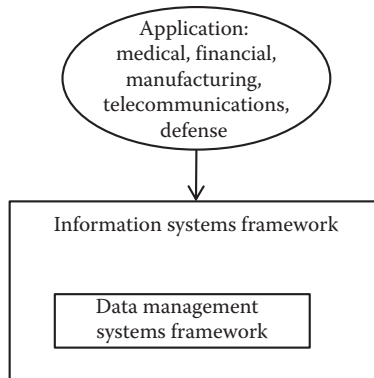 Application:
medical, financial,
manufacturing,
telecommunications,
defense
Information systems framework
Data management
systems framework